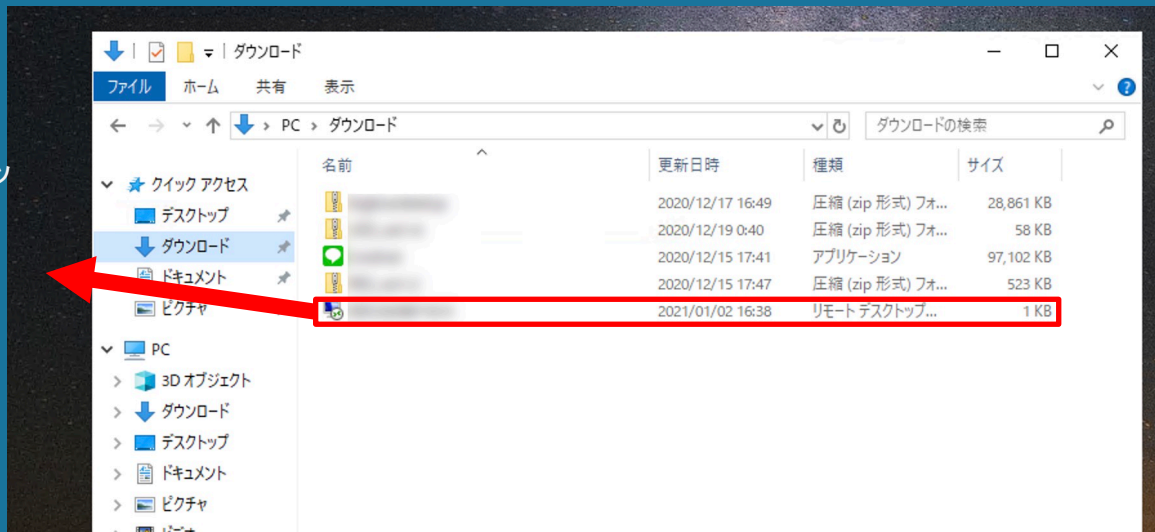 ダウンロード
ファイル ホーム 共有 表示
PC › ダウンロード ダウンロードの検索
名前 更新日時 種類 サイズ
クイック アクセス
デスクトップ
ダウンロード
ドキュメント
ピクチャ
2020/12/17 16:49 圧縮 (zip 形式) フォ... 28,861 KB
2020/12/19 0:40 圧縮 (zip 形式) フォ... 58 KB
2020/12/15 17:41 アプリケーション 97,102 KB
2020/12/15 17:47 圧縮 (zip 形式) フォ... 523 KB
2021/01/02 16:38 リモート デスクトップ... 1 KB
PC
3D オブジェクト
ダウンロード
デスクトップ
ドキュメント
ピクチャ